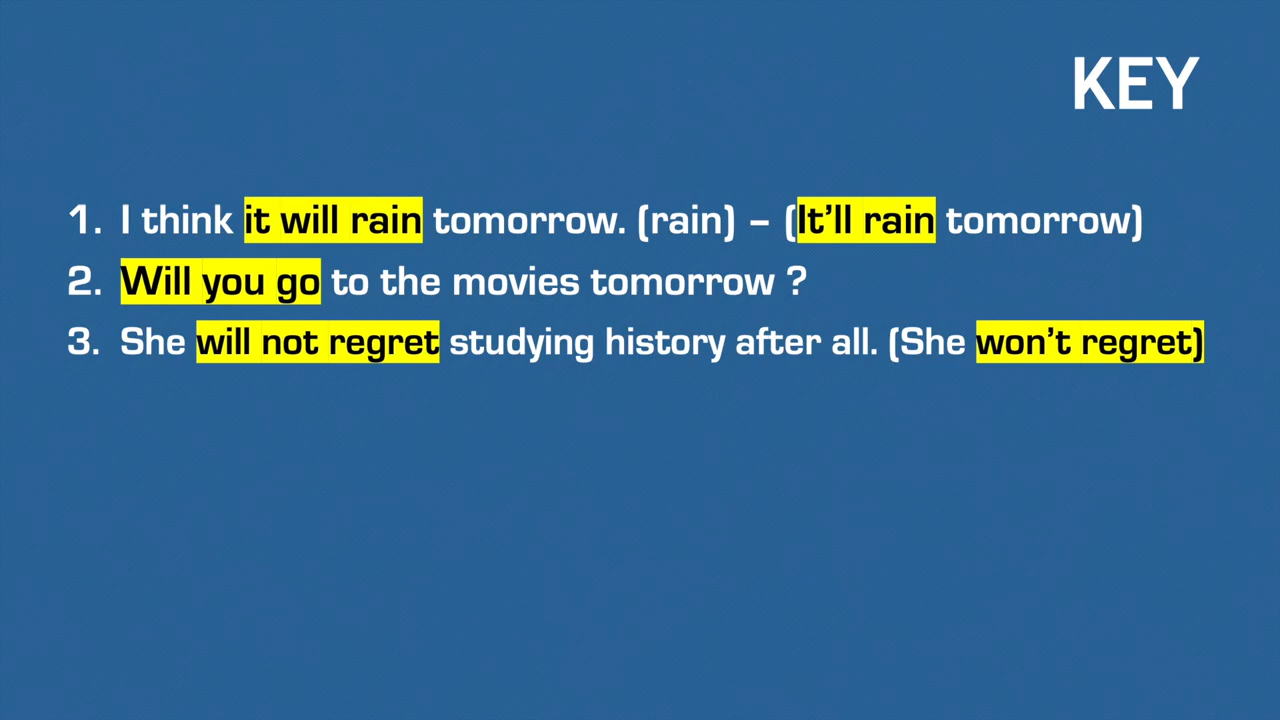 KEY
1. I think it will rain tomorrow. (rain) – (It’ll rain tomorrow)
2. Will you go to the movies tomorrow ?
3. She will not regret studying history after all. (She won’t regret)